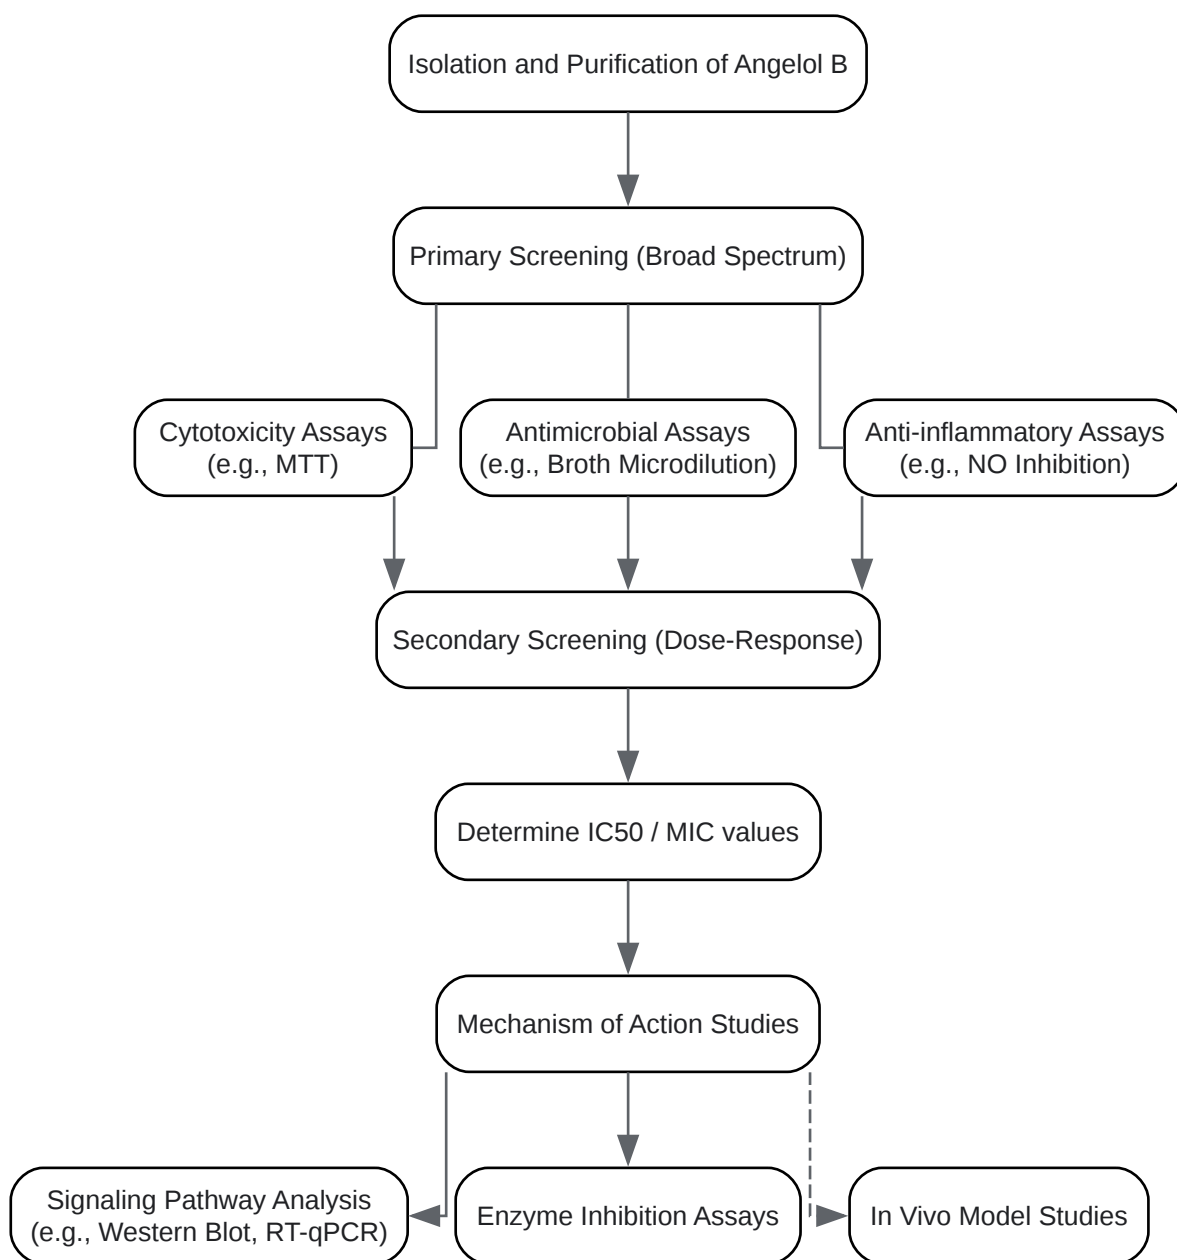 Isolation and Purification of Angelol B
Primary Screening (Broad Spectrum)
Cytotoxicity Assays
(e.g., MTT)
Antimicrobial Assays
(e.g., Broth Microdilution)
Anti-inflammatory Assays
(e.g., NO Inhibition)
Secondary Screening (Dose-Response)
Determine IC50 / MIC values
Mechanism of Action Studies
Signaling Pathway Analysis
(e.g., Western Blot, RT-qPCR)
Enzyme Inhibition Assays
In Vivo Model Studies